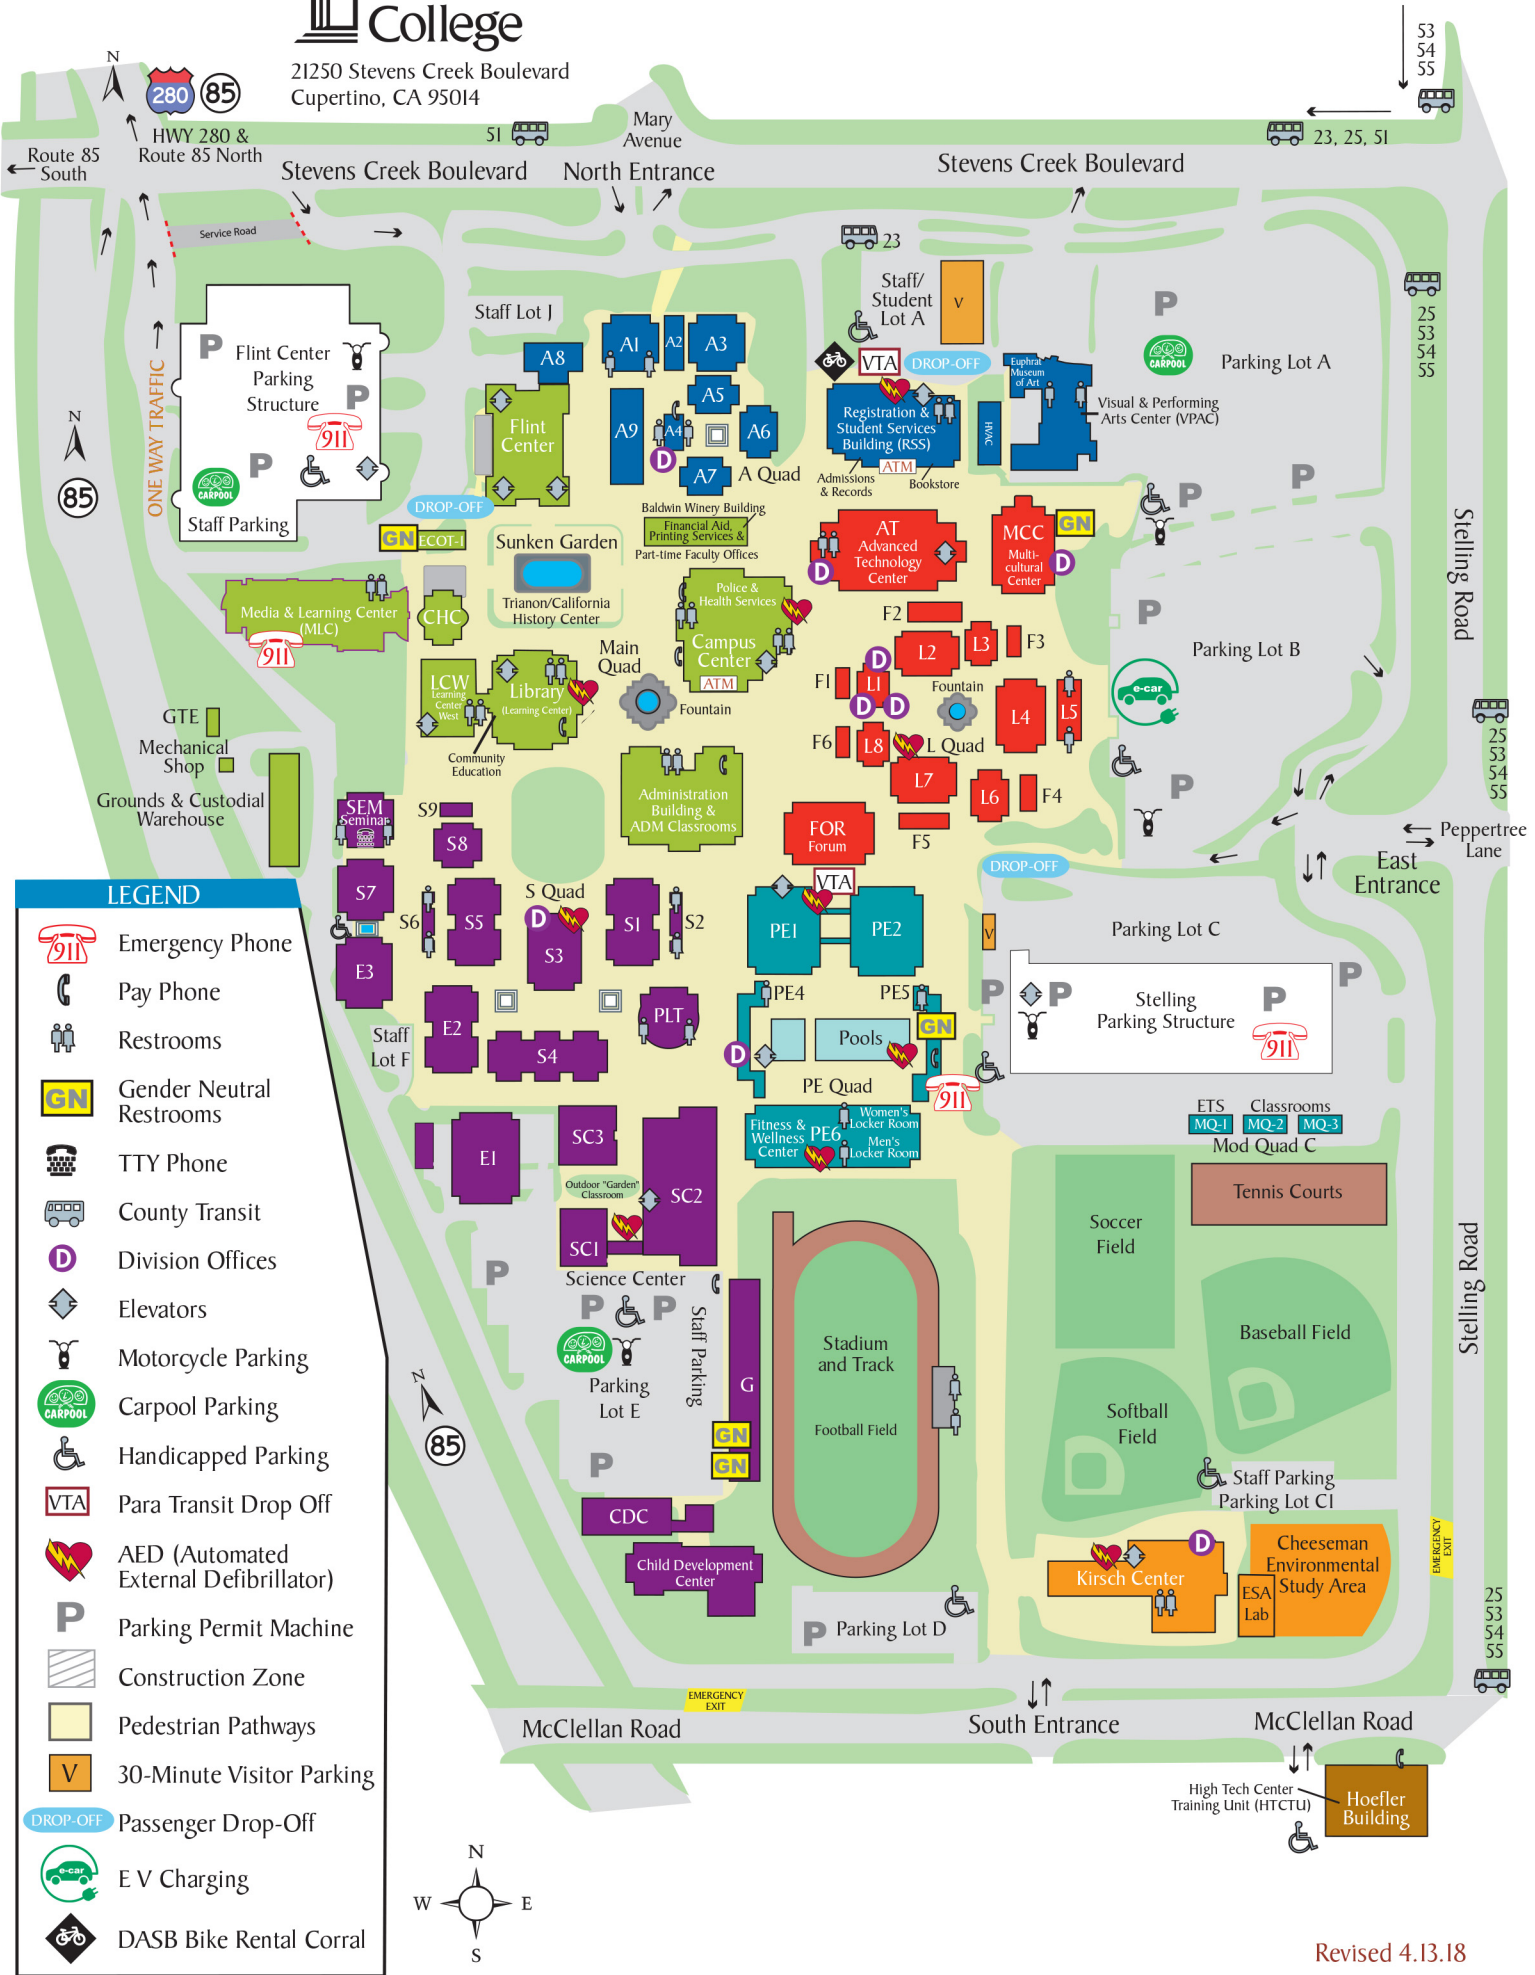 College
21250 Stevens Creek Boulevard
Cupertino, CA 95014
53
54
55
N
280
85
HWY 280 &
Route 85 North
Route 85
South
51
Mary
Avenue
23, 25, 51
Stevens Creek Boulevard
North Entrance
Stevens Creek Boulevard
Service Road
23
Staff/
Student
Lot A
V
25
53
54
55
Staff Lot J
P
Flint Center
Parking
Structure
P
911
P
CARPOOL
Staff Parking
ONE WAY TRAFFIC
N
85
A8
A1
A2
A3
A5
A9
A4
A6
A7
D
A Quad
Flint
Center
DROP-OFF
VTA
DROP-OFF
Registration &
Student Services
Building (RSS)
ATM
Admissions
& Records
Bookstore
HVAC
Euphrat
Museum
of Art
Visual & Performing
Arts Center (VPAC)
P
CARPOOL
Parking Lot A
P
P
GN
ECOT-1
Sunken Garden
Trianon/California
History Center
Baldwin Winery Building
Financial Aid,
Printing Services &
Part-time Faculty Offices
AT
Advanced
Technology
Center
D
MCC
Multi-
cultural
Center
GN
D
Stelling Road
Media & Learning Center
(MLC)
911
CHC
Police &
Health Services
Campus
Center
ATM
Main
Quad
Fountain
F2
L2
L3
F3
D
F1
L1
D
D
Fountain
L4
L5
F6
L8
L Quad
L7
L6
F4
F5
P
Parking Lot B
e-car
P
LCW
Learning
Center
West
Library
(Learning Center)
Community
Education
GTE
Mechanical
Shop
Grounds & Custodial
Warehouse
Administration
Building &
ADM Classrooms
FOR
Forum
VTA
25
53
54
55
Peppertree
Lane
East
Entrance
DROP-OFF
SEM
Seminar
S9
S8
S7
S6
S5
S Quad
D
S3
S1
S2
E3
E2
S4
PLT
Staff
Lot F
PE1
PE2
PE4
PE5
GN
Pools
D
PE Quad
911
Fitness &
Wellness
Center
PE6
Women's
Locker Room
Men's
Locker Room
V
Parking Lot C
P
P
P
Stelling
Parking Structure
P
911
ETS
Classrooms
MQ-1
MQ-2
MQ-3
Mod Quad C
Tennis Courts
Soccer
Field
Baseball Field
Softball
Field
Stelling Road
E1
SC3
Outdoor "Garden"
Classroom
SC2
SC1
Science Center
P
P
P
CARPOOL
Parking
Lot E
P
Staff Parking
G
GN
GN
Stadium
and Track
Football Field
N
85
CDC
Child Development
Center
P
Parking Lot D
Staff Parking
Parking Lot C1
Kirsch Center
D
Cheeseman
Environmental
Study Area
ESA
Lab
EMERGENCY
EXIT
25
53
54
55
EMERGENCY
EXIT
McClellan Road
South Entrance
McClellan Road
High Tech Center
Training Unit (HTCTU)
Hoefler
Building
LEGEND
911 Emergency Phone
Pay Phone
Restrooms
GN Gender Neutral
Restrooms
TTY Phone
County Transit
D Division Offices
Elevators
Motorcycle Parking
CARPOOL Carpool Parking
Handicapped Parking
VTA Para Transit Drop Off
AED (Automated
External Defibrillator)
P Parking Permit Machine
Construction Zone
Pedestrian Pathways
V 30-Minute Visitor Parking
DROP-OFF Passenger Drop-Off
e-car E V Charging
DASB Bike Rental Corral
N
W E
S
Revised 4.13.18